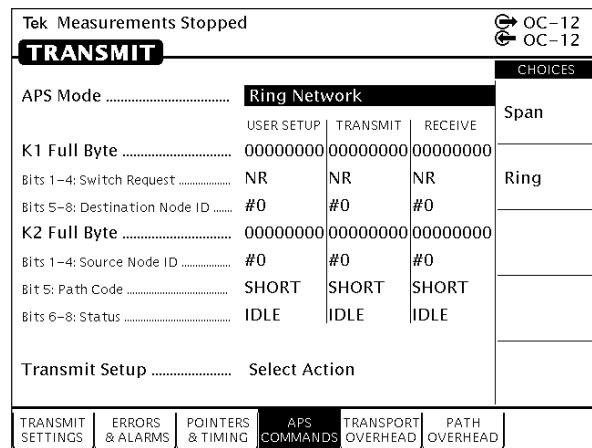 Tek Measurements Stopped
OC-12
OC-12
TRANSMIT
CHOICES
APS Mode ................................ Ring Network
Span
USER SETUP TRANSMIT RECEIVE
K1 Full Byte ............................ 00000000 00000000 00000000
Bits 1-4: Switch Request .................. NR NR NR
Ring
Bits 5-8: Destination Node ID ...... #0 #0 #0
K2 Full Byte ............................ 00000000 00000000 00000000
Bits 1-4: Source Node ID ................. #0 #0 #0
Bit 5: Path Code ........................... SHORT SHORT SHORT
Bits 6-8: Status ............................ IDLE IDLE IDLE
Transmit Setup ..................... Select Action
TRANSMIT SETTINGS
ERRORS & ALARMS
POINTERS & TIMING
APS COMMANDS
TRANSPORT OVERHEAD
PATH OVERHEAD